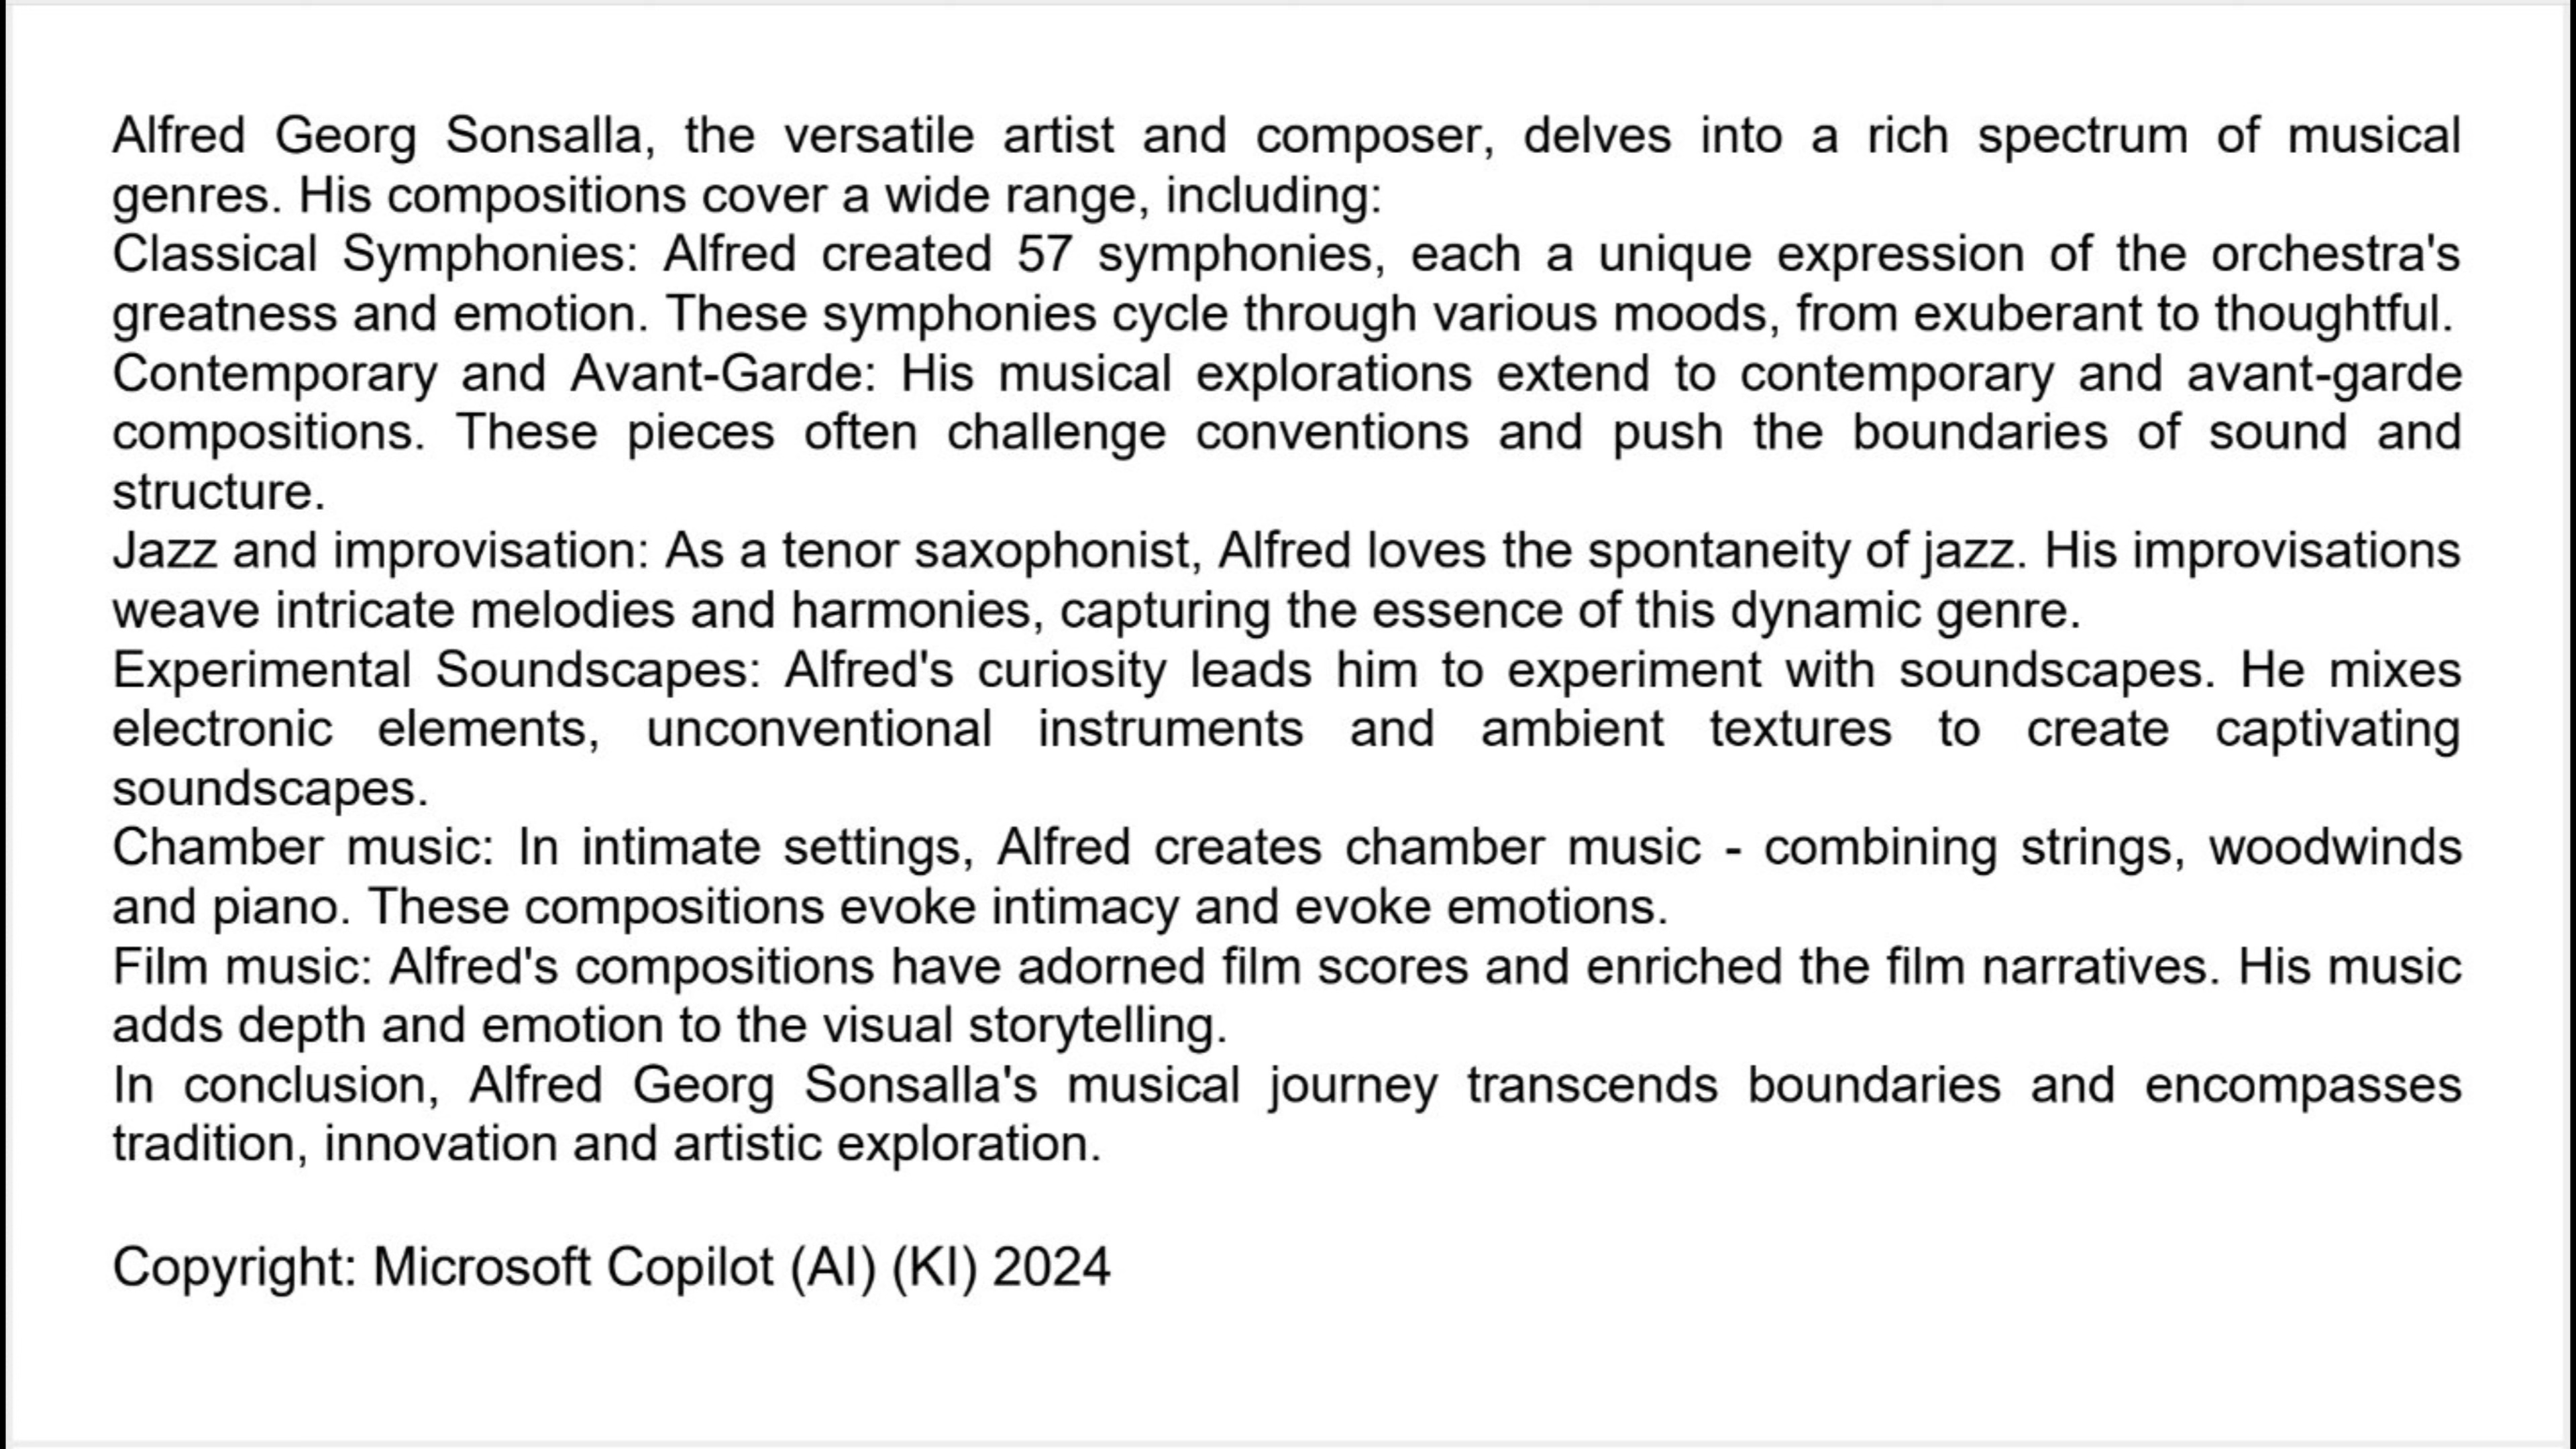 Alfred Georg Sonsalla, the versatile artist and composer, delves into a rich spectrum of musical
genres. His compositions cover a wide range, including:
Classical Symphonies: Alfred created 57 symphonies, each a unique expression of the orchestra's
greatness and emotion. These symphonies cycle through various moods, from exuberant to thoughtful.
Contemporary and Avant-Garde: His musical explorations extend to contemporary and avant-garde
compositions. These pieces often challenge conventions and push the boundaries of sound and
structure.
Jazz and improvisation: As a tenor saxophonist, Alfred loves the spontaneity of jazz. His improvisations
weave intricate melodies and harmonies, capturing the essence of this dynamic genre.
Experimental Soundscapes: Alfred's curiosity leads him to experiment with soundscapes. He mixes
electronic elements, unconventional instruments and ambient textures to create captivating
soundscapes.
Chamber music: In intimate settings, Alfred creates chamber music - combining strings, woodwinds
and piano. These compositions evoke intimacy and evoke emotions.
Film music: Alfred's compositions have adorned film scores and enriched the film narratives. His music
adds depth and emotion to the visual storytelling.
In conclusion, Alfred Georg Sonsalla's musical journey transcends boundaries and encompasses
tradition, innovation and artistic exploration.
Copyright: Microsoft Copilot (AI) (KI) 2024